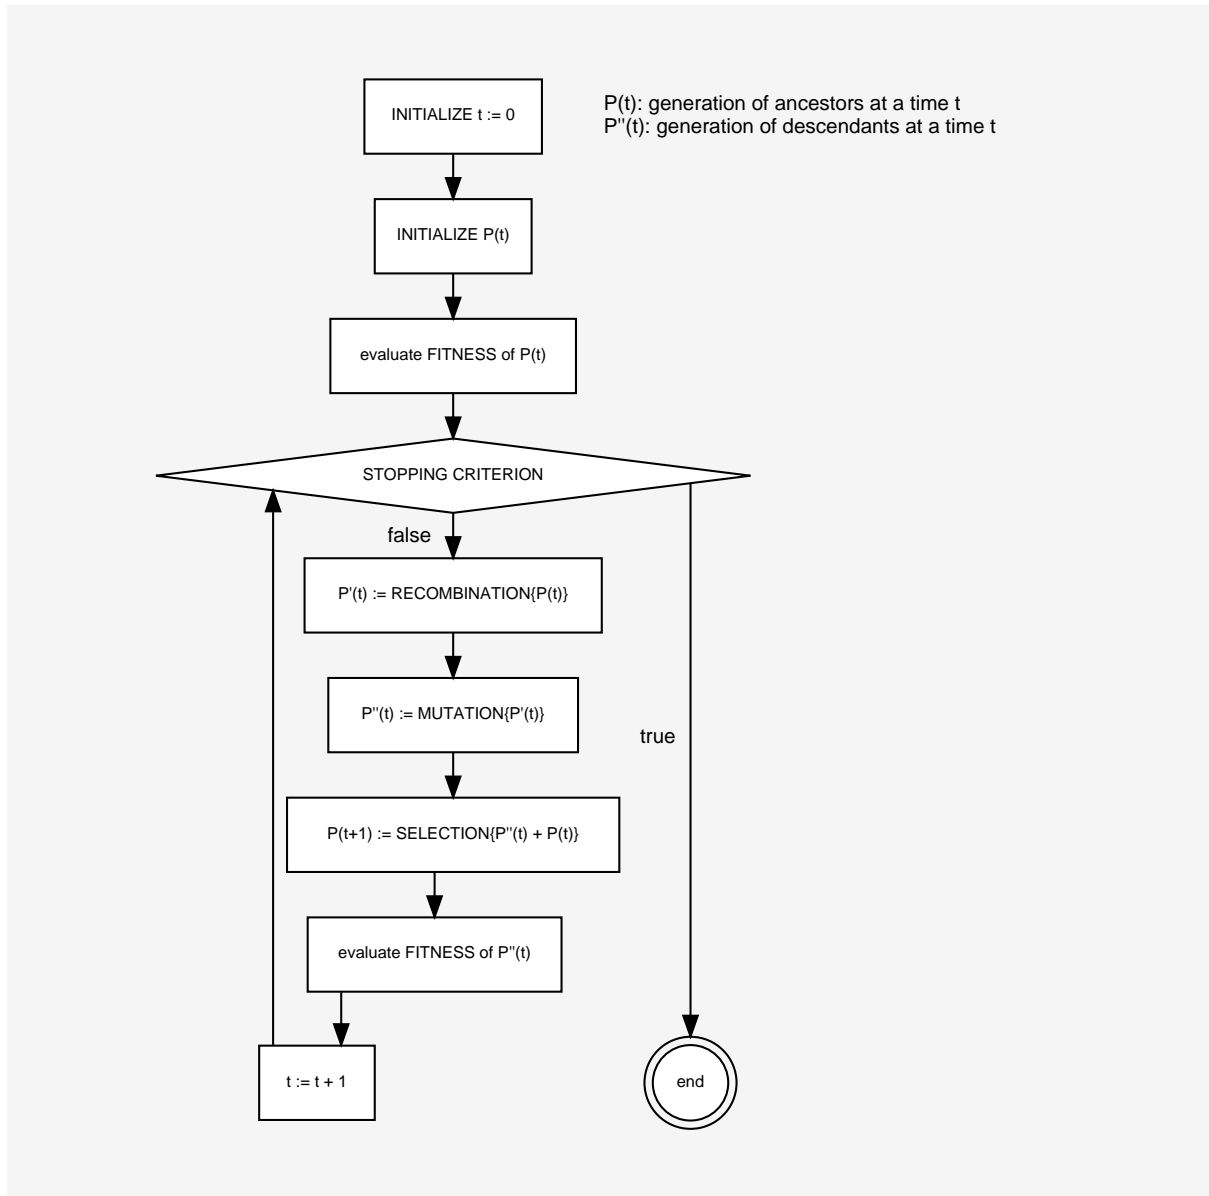 INITIALIZE t := 0
P(t): generation of ancestors at a time t
P''(t): generation of descendants at a time t
INITIALIZE P(t)
evaluate FITNESS of P(t)
STOPPING CRITERION
false
P'(t) := RECOMBINATION{P(t)}
P''(t) := MUTATION{P'(t)}
true
P(t+1) := SELECTION{P''(t) + P(t)}
evaluate FITNESS of P''(t)
t := t + 1
end